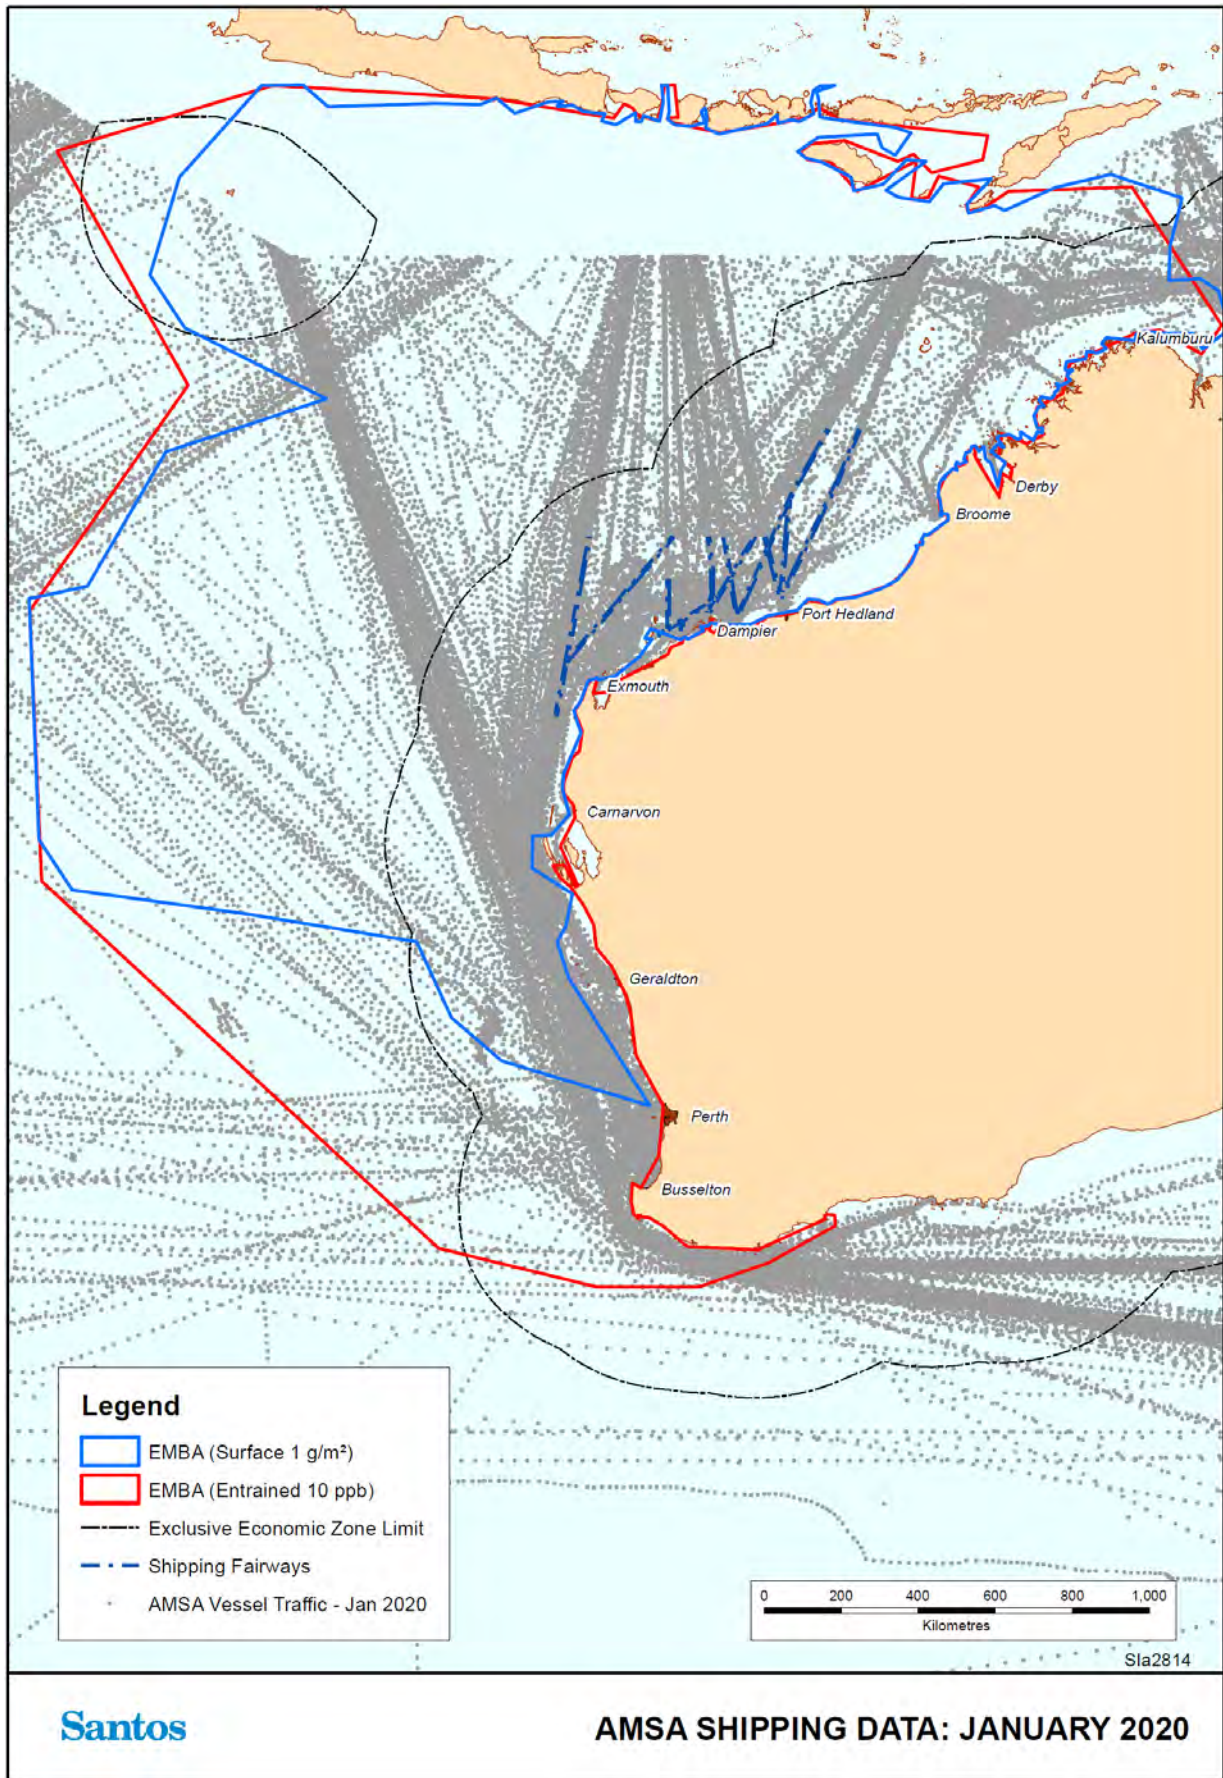 Kalumburu
Derby
Broome
Port Hedland
Dampier
Exmouth
Carnarvon
Geraldton
Perth
Busselton
Legend
EMBA (Surface 1 g/m²)
EMBA (Entrained 10 ppb)
Exclusive Economic Zone Limit
Shipping Fairways
AMSA Vessel Traffic - Jan 2020
0 200 400 600 800 1,000
Kilometres
Sla2814
Santos
AMSA SHIPPING DATA: JANUARY 2020